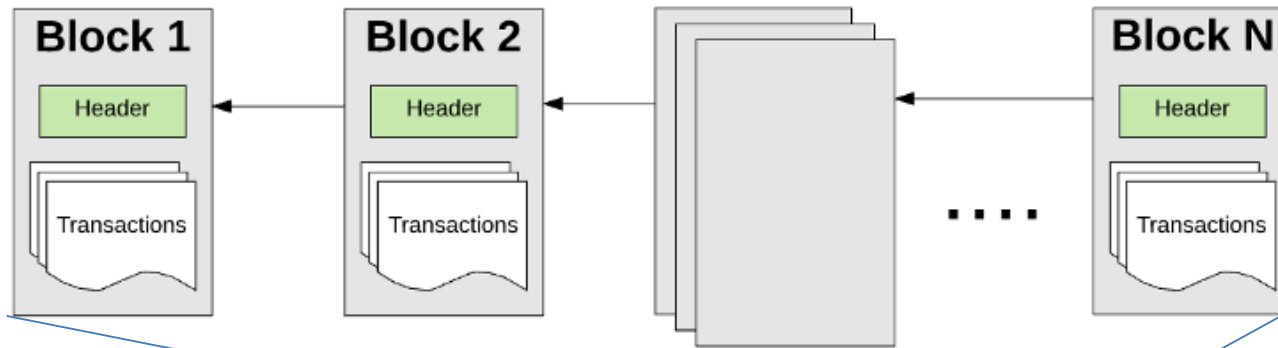 Block 1
Header
Transactions
Block 2
Header
Transactions
....
Block N
Header
Transactions